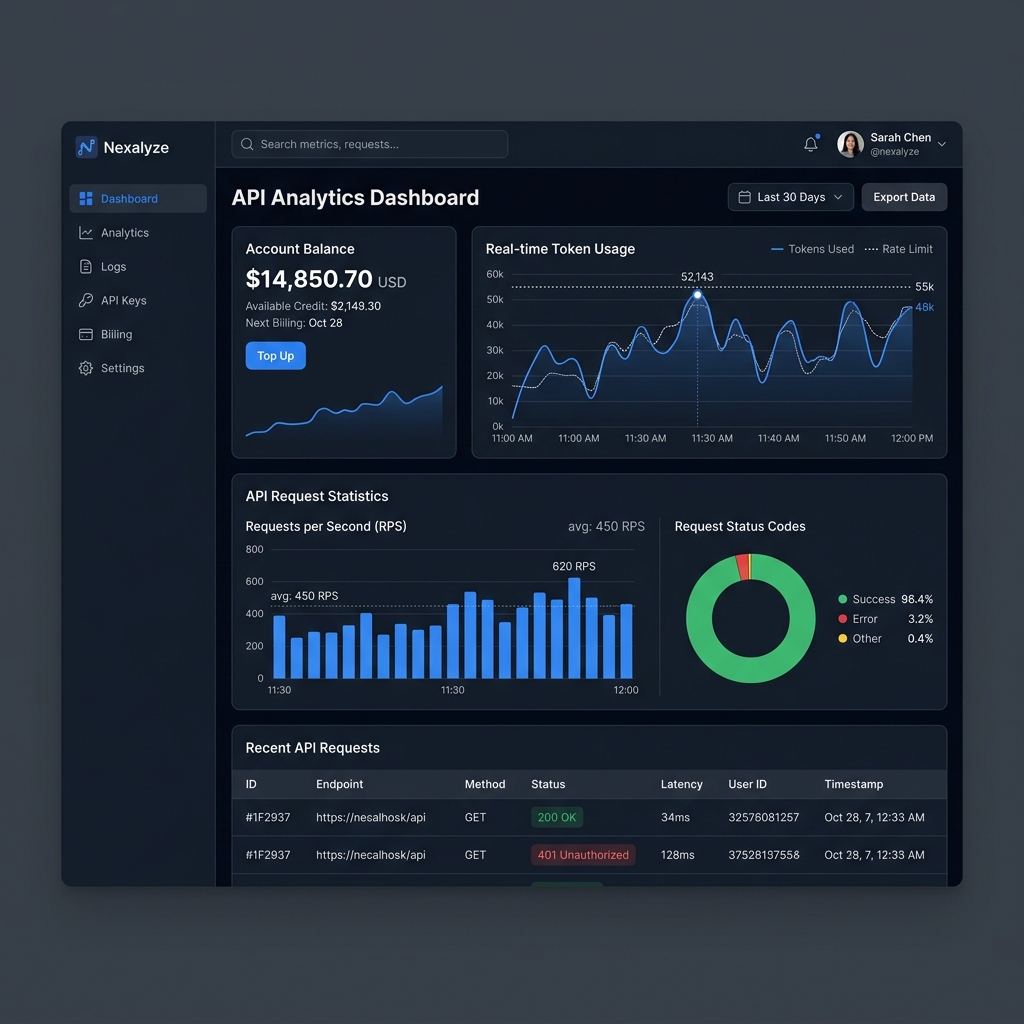 Nexalyze
Search metrics, requests...
Sarah Chen
@nexalyze
Dashboard
Analytics
Logs
API Keys
Biiling
Settings
API Analytics Dashboard
Last 30 Days
Export Data
Account Balance
$14,850.70 USD
Available Credit: $2,149.30
Next Biiling: Oct 28
Top Up
Real-time Token Usage
Tokens Used
Rate Limit
60k
50k
40k
30k
20k
10k
0k
52,143
55k
48k
11:00 AM 11:00 AM 11:30 AM 11:30 AM 11:40 AM 11:50 AM 12:00 PM
API Request Statistics
Requests per Second (RPS)
avg: 450 RPS
800
600
400
200
0
avg: 450 RPS
620 RPS
11:30 11:30 12:00
Request Status Codes
Success 96.4%
Error 3.2%
Other 0.4%
Recent API Requests
ID Endpoint Method Status Latency User ID Timestamp
#1F2937 https://nesalhosk/api GET 200 OK 34ms 32576081257 Oct 28, 7, 12:33 AM
#1F2937 https://necalhosk/api GET 401 Unauthorized 128ms 37528197558 Oct 28, 7, 12:33 AM